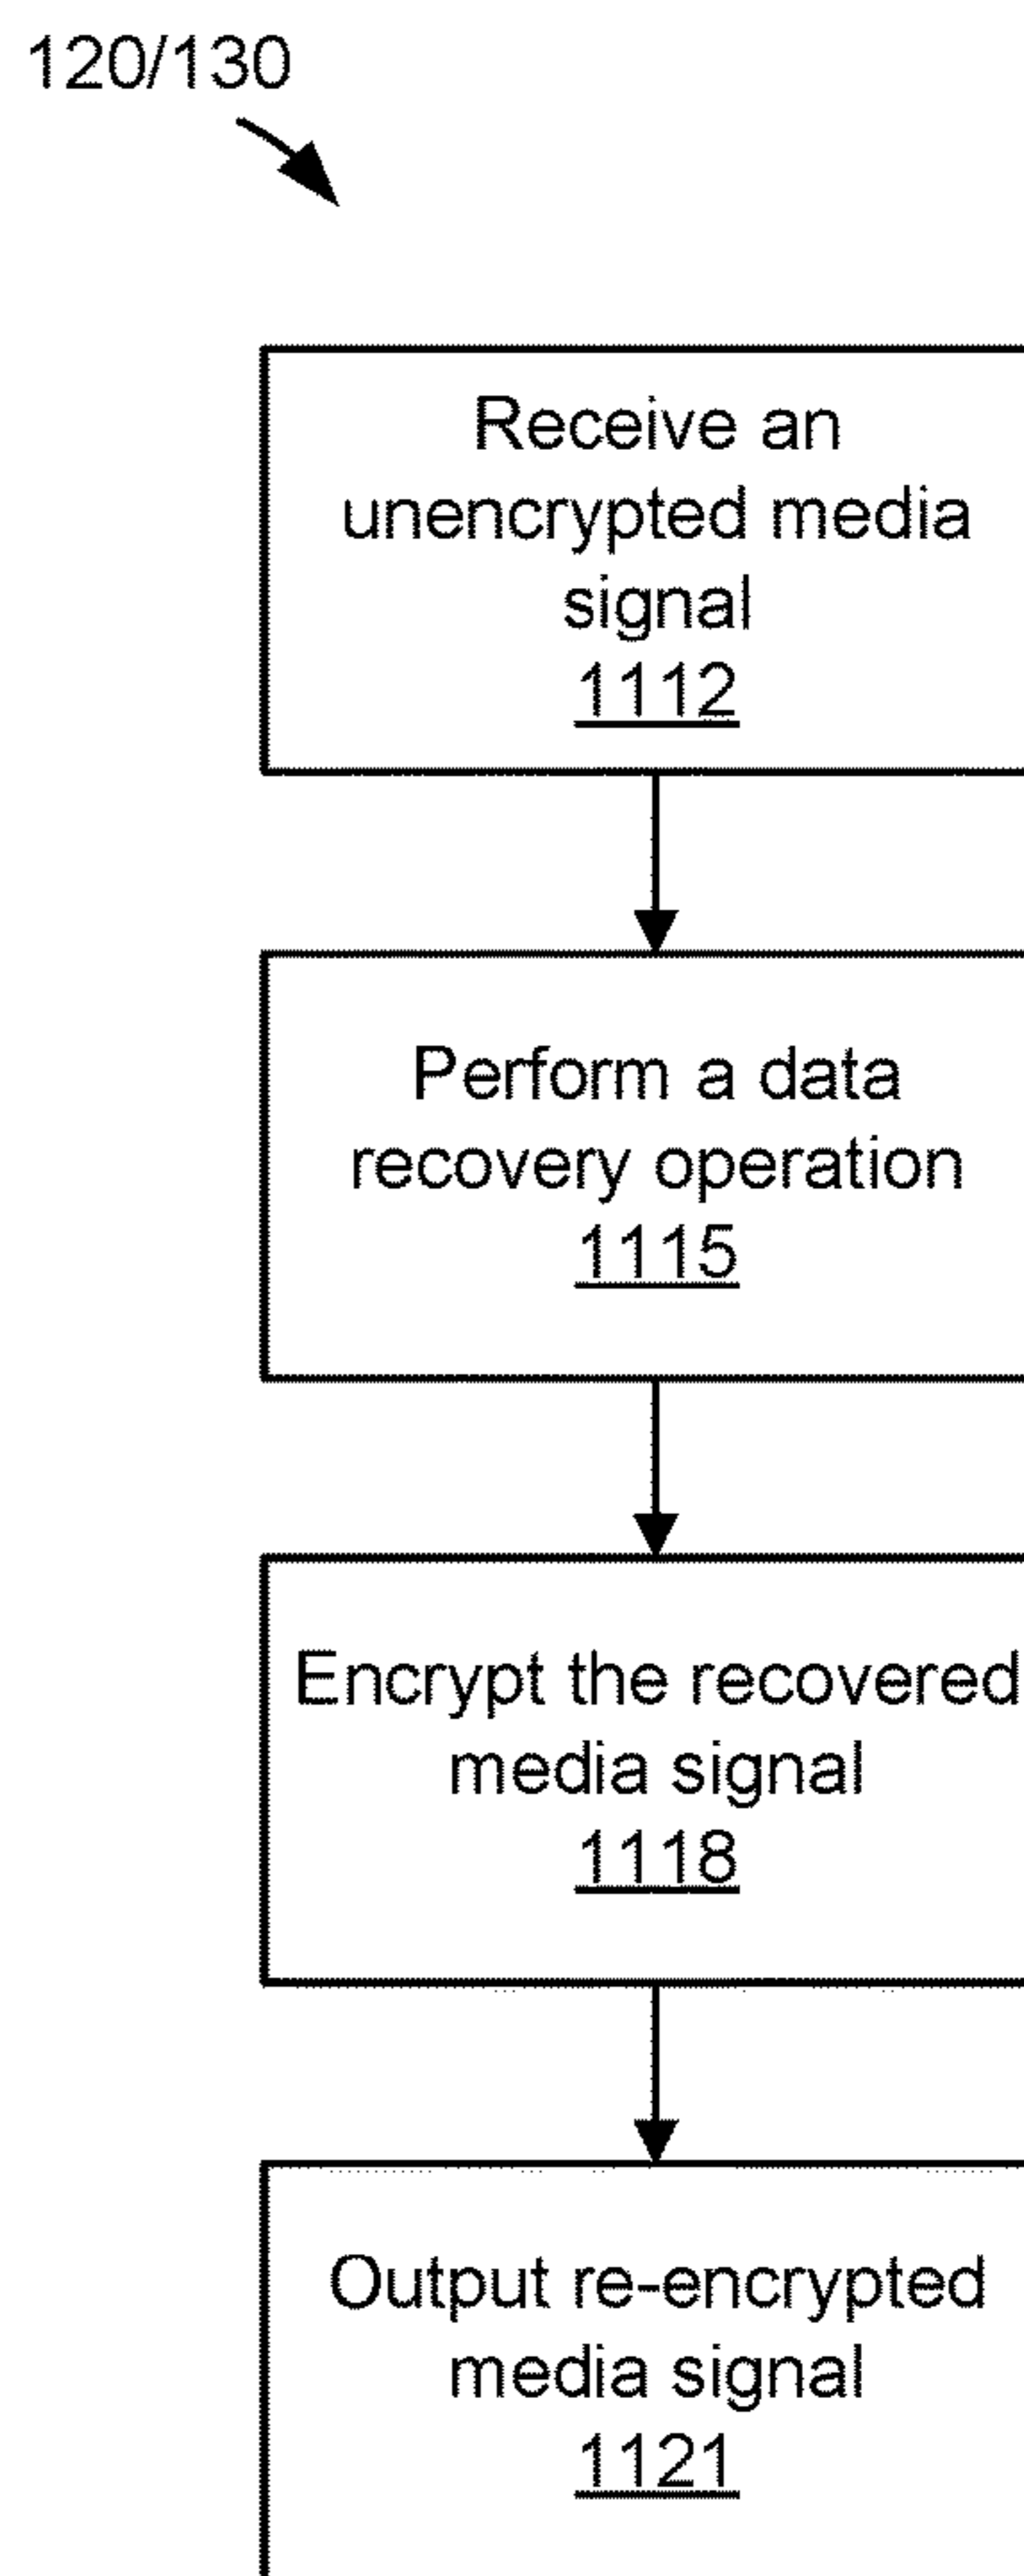 120/130
Receive an
unencrypted media
signal
1112
Perform a data
recovery operation
1115
Encrypt the recovered
media signal
1118
Output re-encrypted
media signal
1121